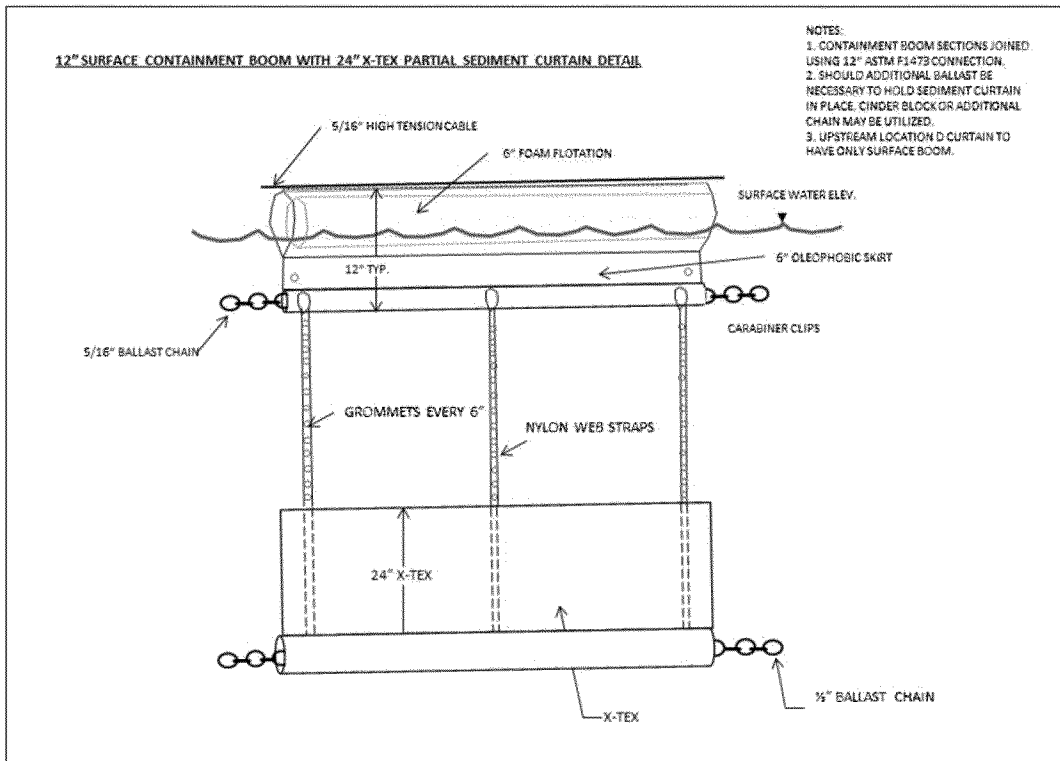 NOTES:
1. CONTAINMENT BOOM SECTIONS JOINED
USING 12" ASTM F1473 CONNECTION.
2. SHOULD ADDITIONAL BALLAST BE
NECESSARY TO HOLD SEDIMENT CURTAIN
IN PLACE, CINDER BLOCK OR ADDITIONAL
CHAIN MAY BE UTILIZED.
3. UPSTREAM LOCATION D CURTAIN TO
HAVE ONLY SURFACE BOOM.
12" SURFACE CONTAINMENT BOOM WITH 24" X-TEX PARTIAL SEDIMENT CURTAIN DETAIL
5/16" HIGH TENSION CABLE
6" FOAM FLOTATION
SURFACE WATER ELEV.
12" TYP.
6" OLEOPHOBIC SKIRT
CARABINER CLIPS
5/16" BALLAST CHAIN
GROMMETS EVERY 6"
NYLON WEB STRAPS
24" X-TEX
X-TEX
BALLAST CHAIN